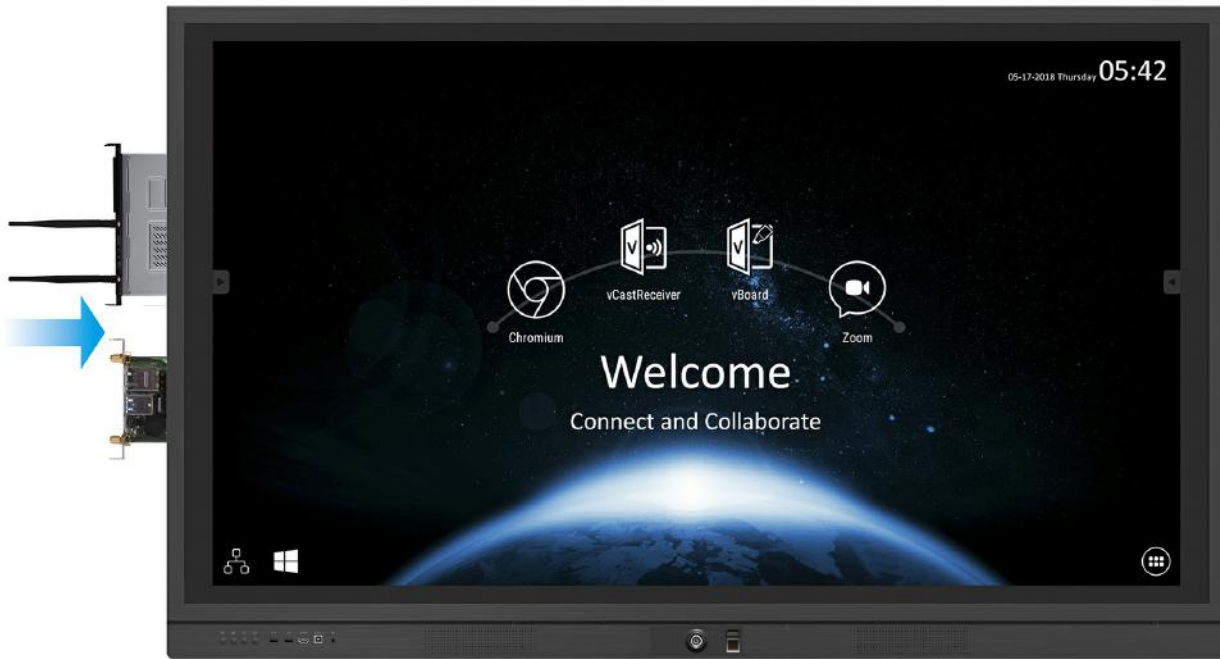 05-17-2018 Thursday 05:42
V
V
vCastReceiver
vBoard
Chromium
Zoom
Welcome
Connect and Collaborate